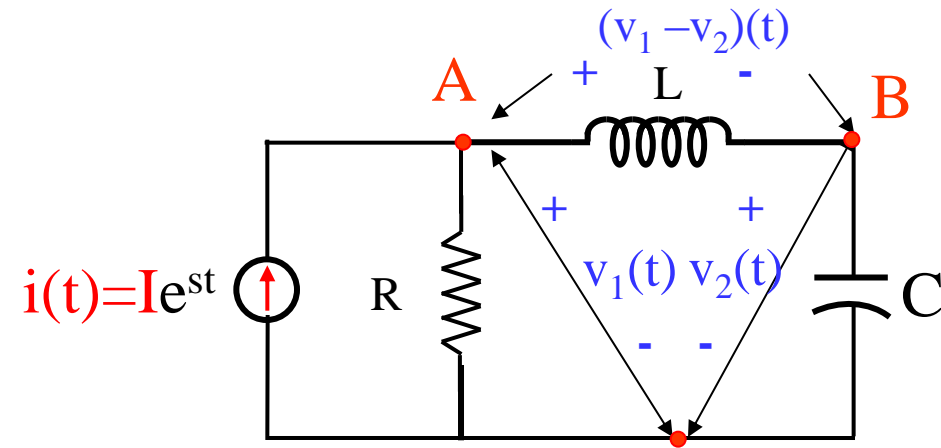 (v₁ –v₂)(t)
A + L - B
+ +
i(t)=Ieˢᵗ R v₁(t) v₂(t) C
- -